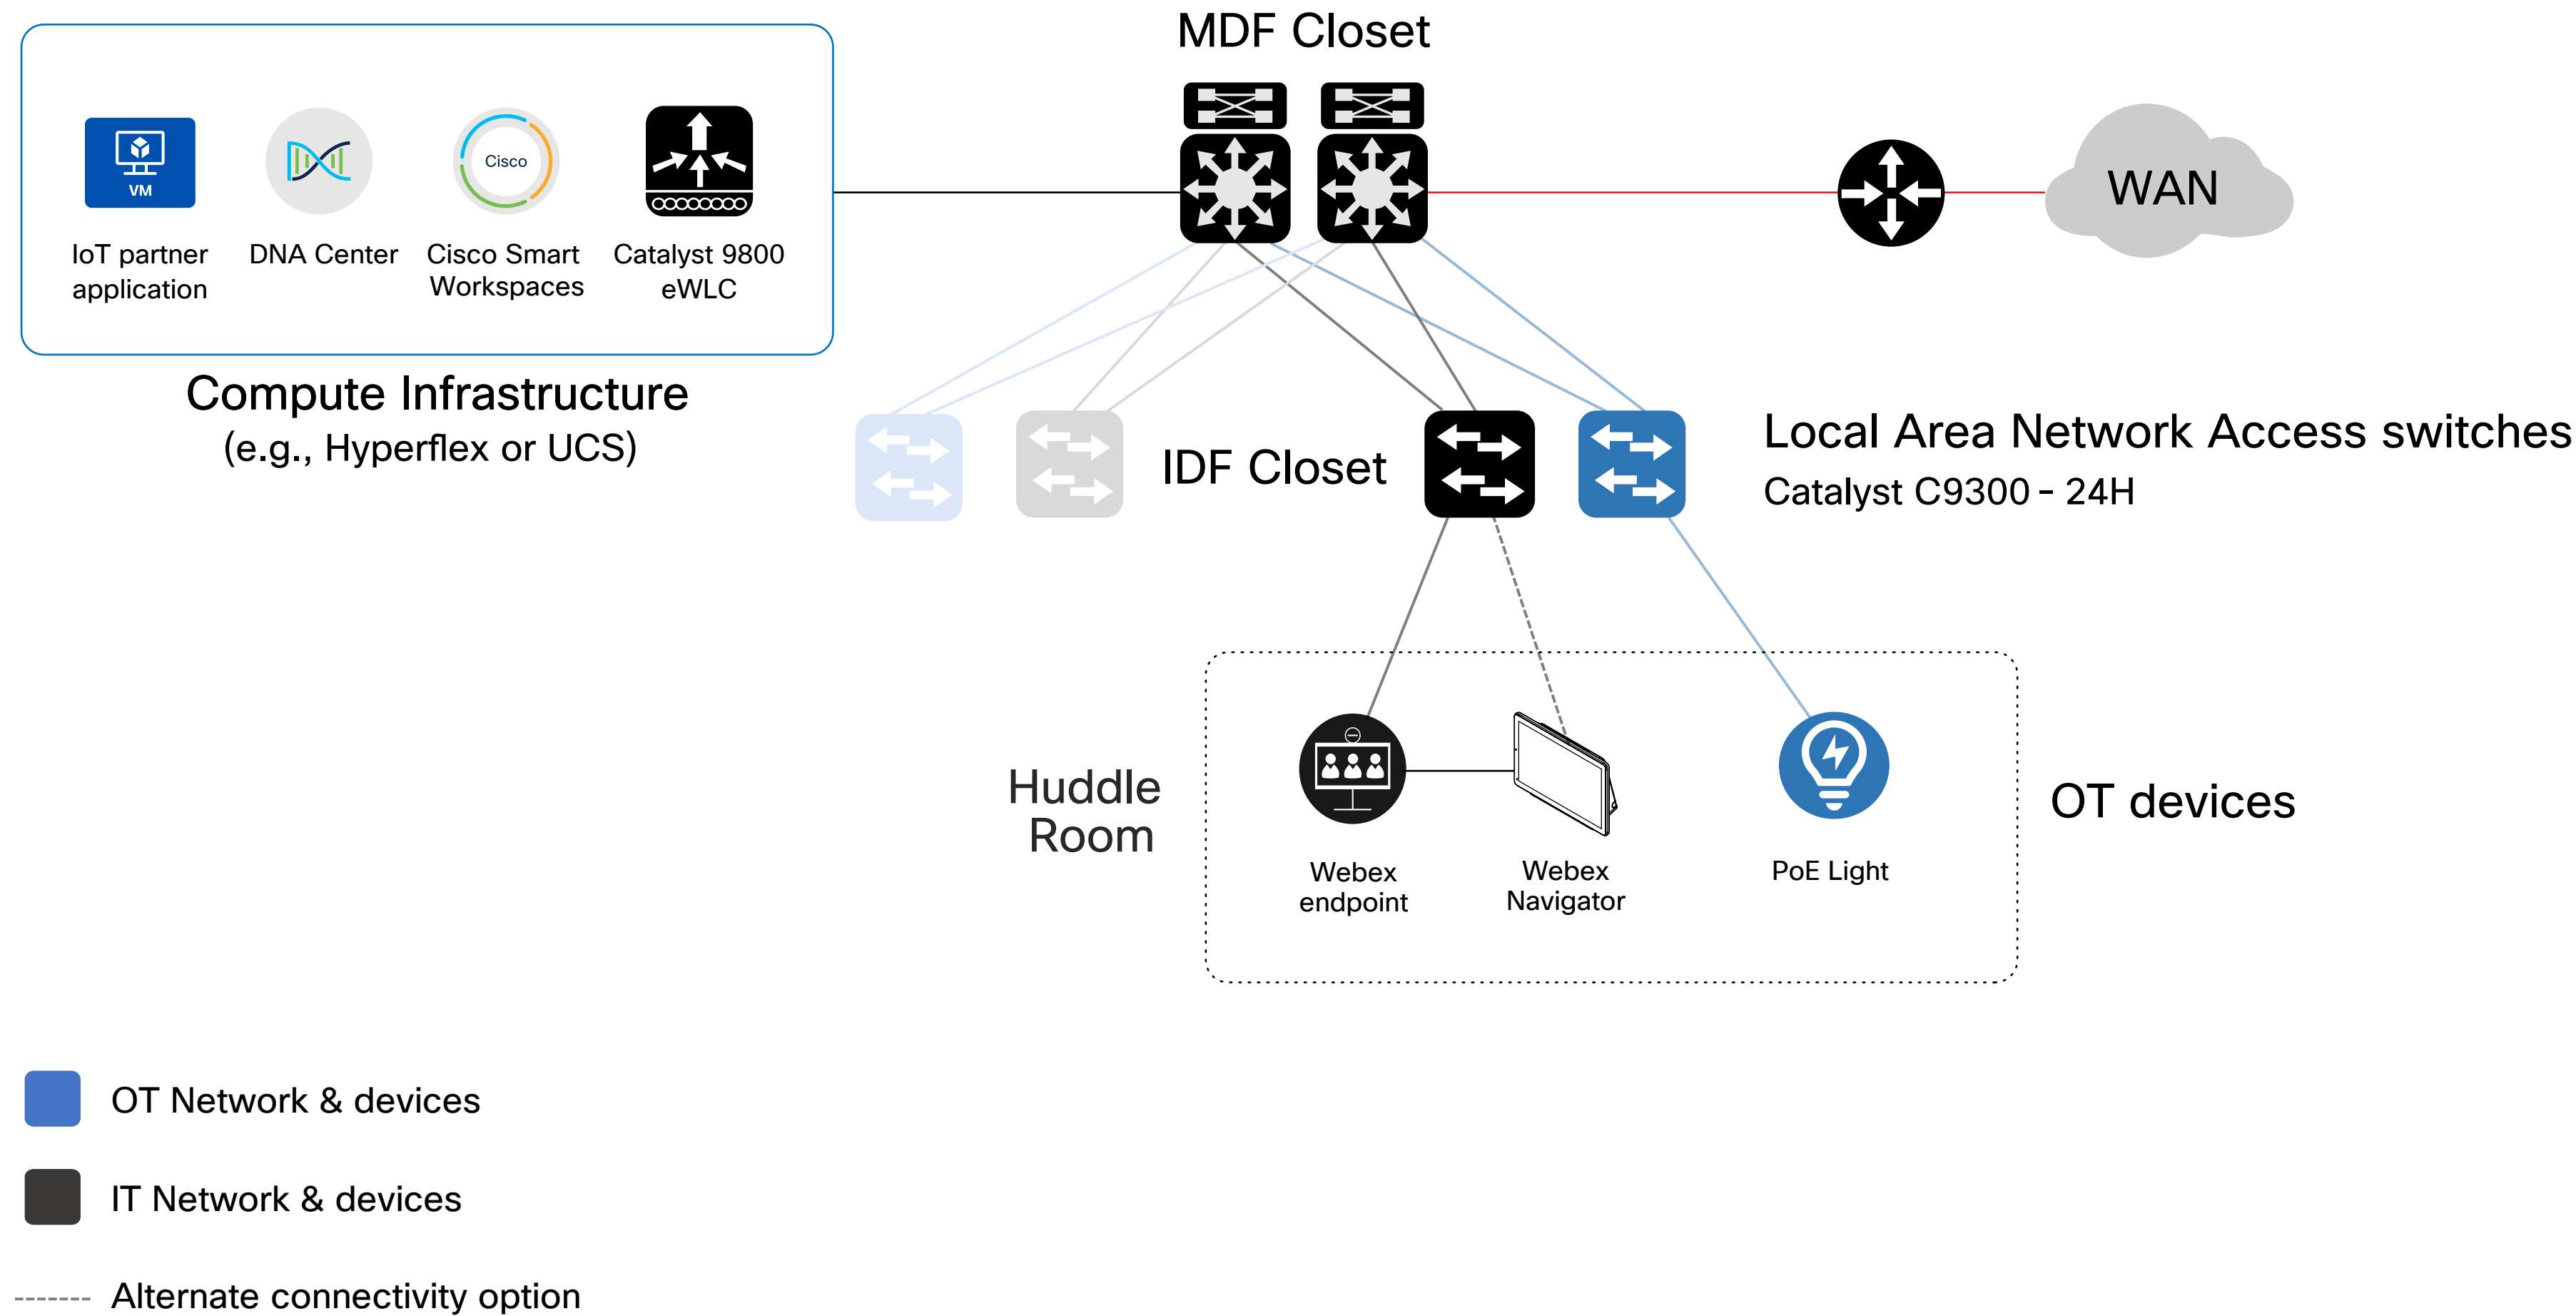 MDF Closet
VM
Cisco
IoT partner
application
DNA Center
Cisco Smart
Workspaces
Catalyst 9800
eWLC
WAN
Compute Infrastructure
(e.g., Hyperflex or UCS)
IDF Closet
Local Area Network Access switches
Catalyst C9300 - 24H
Huddle
Room
Webex
endpoint
Webex
Navigator
PoE Light
OT devices
OT Network & devices
IT Network & devices
Alternate connectivity option